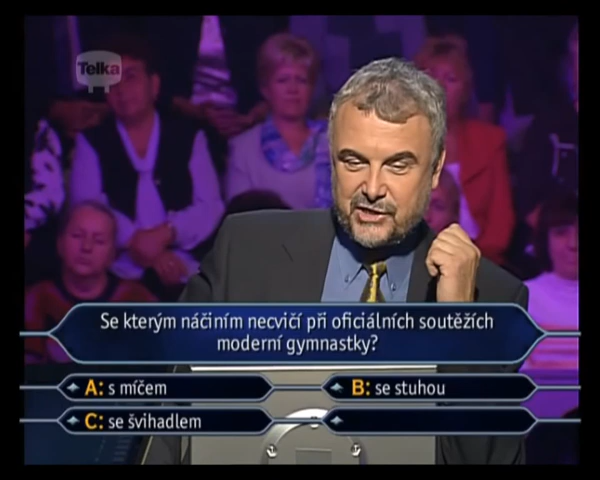 Telka
Se kterým náčiním necvičí při oficiálních soutěžích
moderní gymnastky?
A: s míčem
B: se stuhou
C: se švihadlem